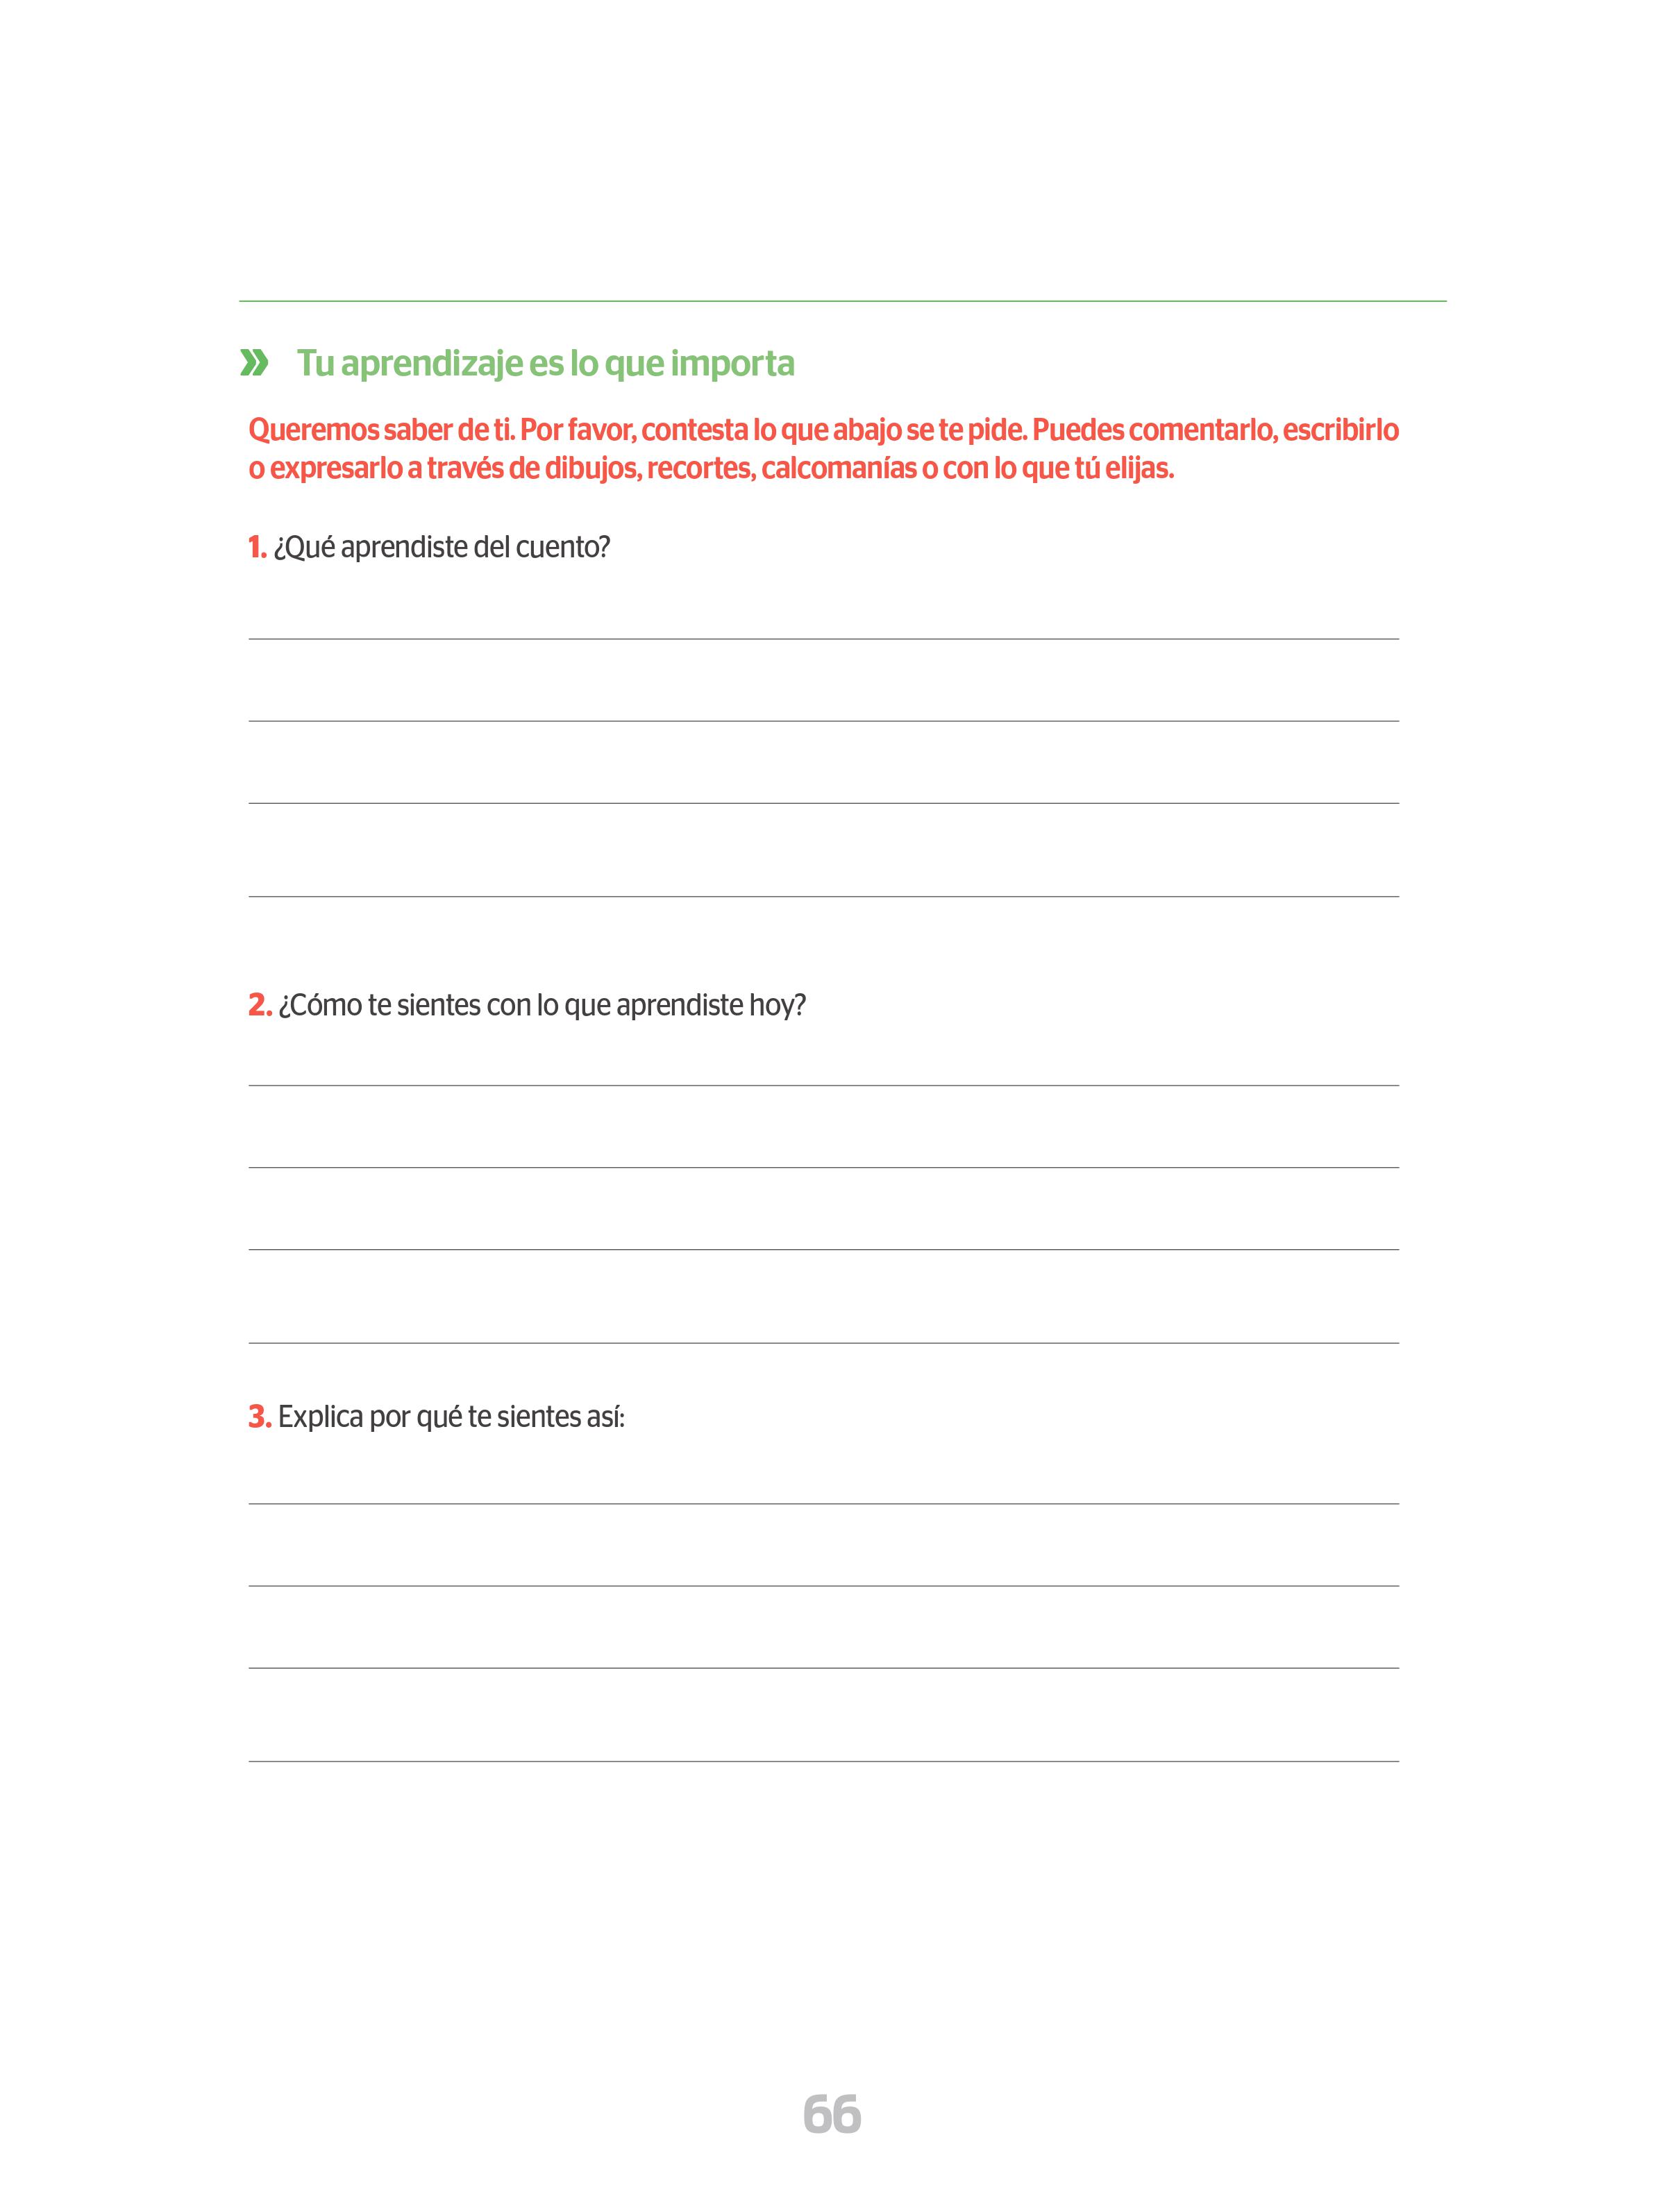 » Tu aprendizaje es lo que importa
Queremos saber de ti. Por favor, contesta lo que abajo se te pide. Puedes comentarlo, escribirlo
o expresarlo a través de dibujos, recortes, calcomanías o con lo que tú elijas.
1. ¿Qué aprendiste del cuento?
2. ¿Cómo te sientes con lo que aprendiste hoy?
3. Explica por qué te sientes así:
66